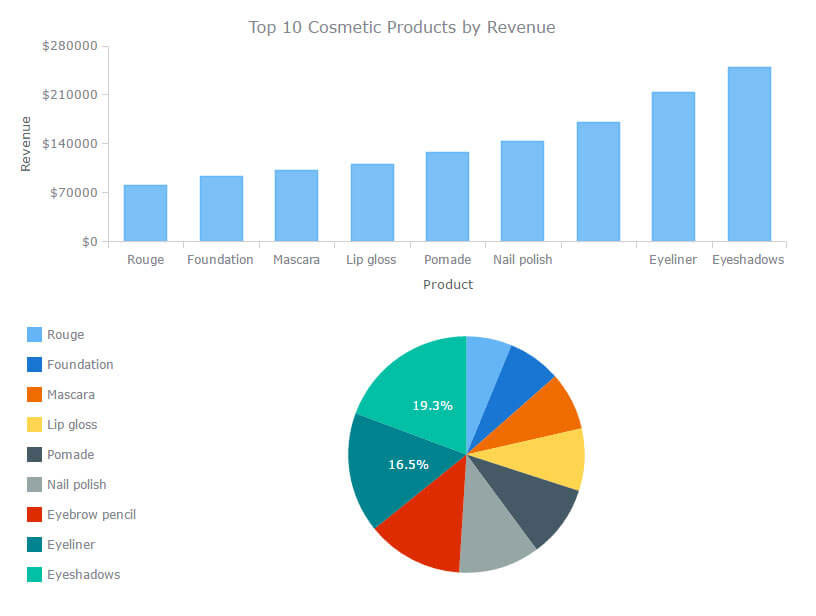 Top 10 Cosmetic Products by Revenue
$280000
$210000
$140000
$70000
$0
Revenue
Rouge Foundation Mascara Lip gloss Pomade Nail polish Eyeliner Eyeshadows
Product
Rouge
Foundation
Mascara
Lip gloss
Pomade
Nail polish
Eyebrow pencil
Eyeliner
Eyeshadows
19.3%
16.5%